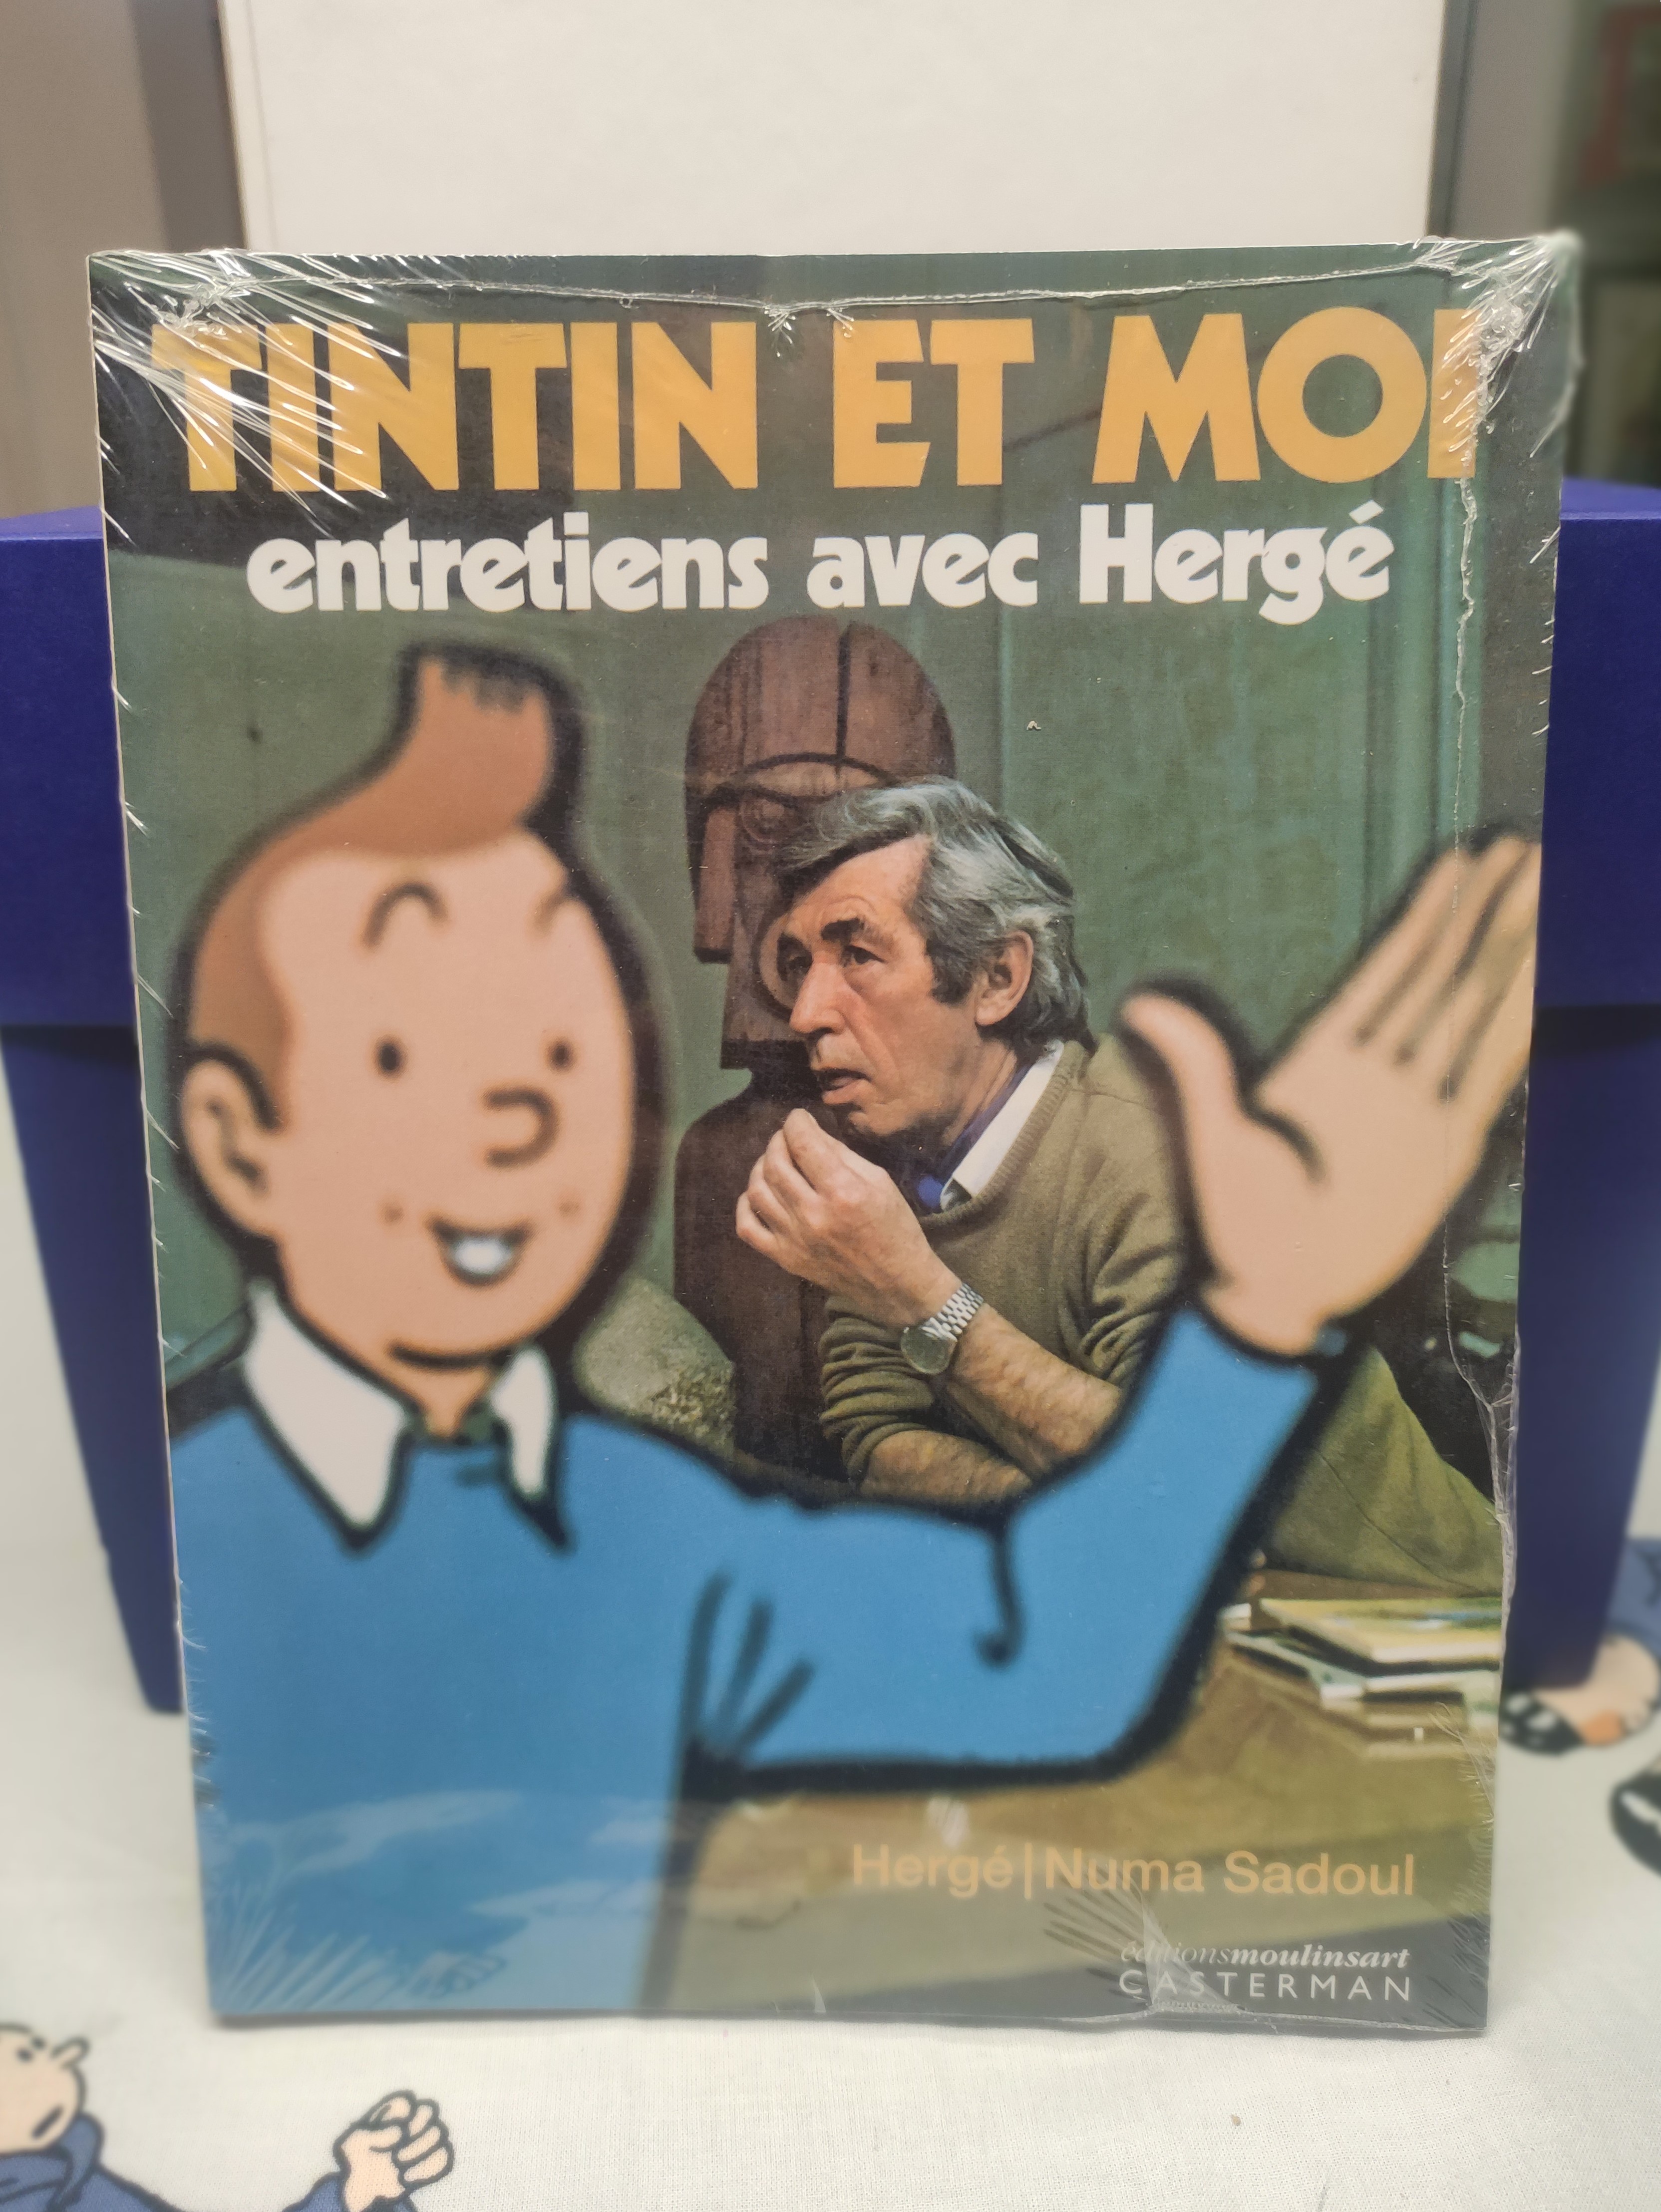 TINTIN ET MOI
entretiens avec Hergé
Hergé|Numa Sadoul
éditionsmoulinsart
CASTERMAN